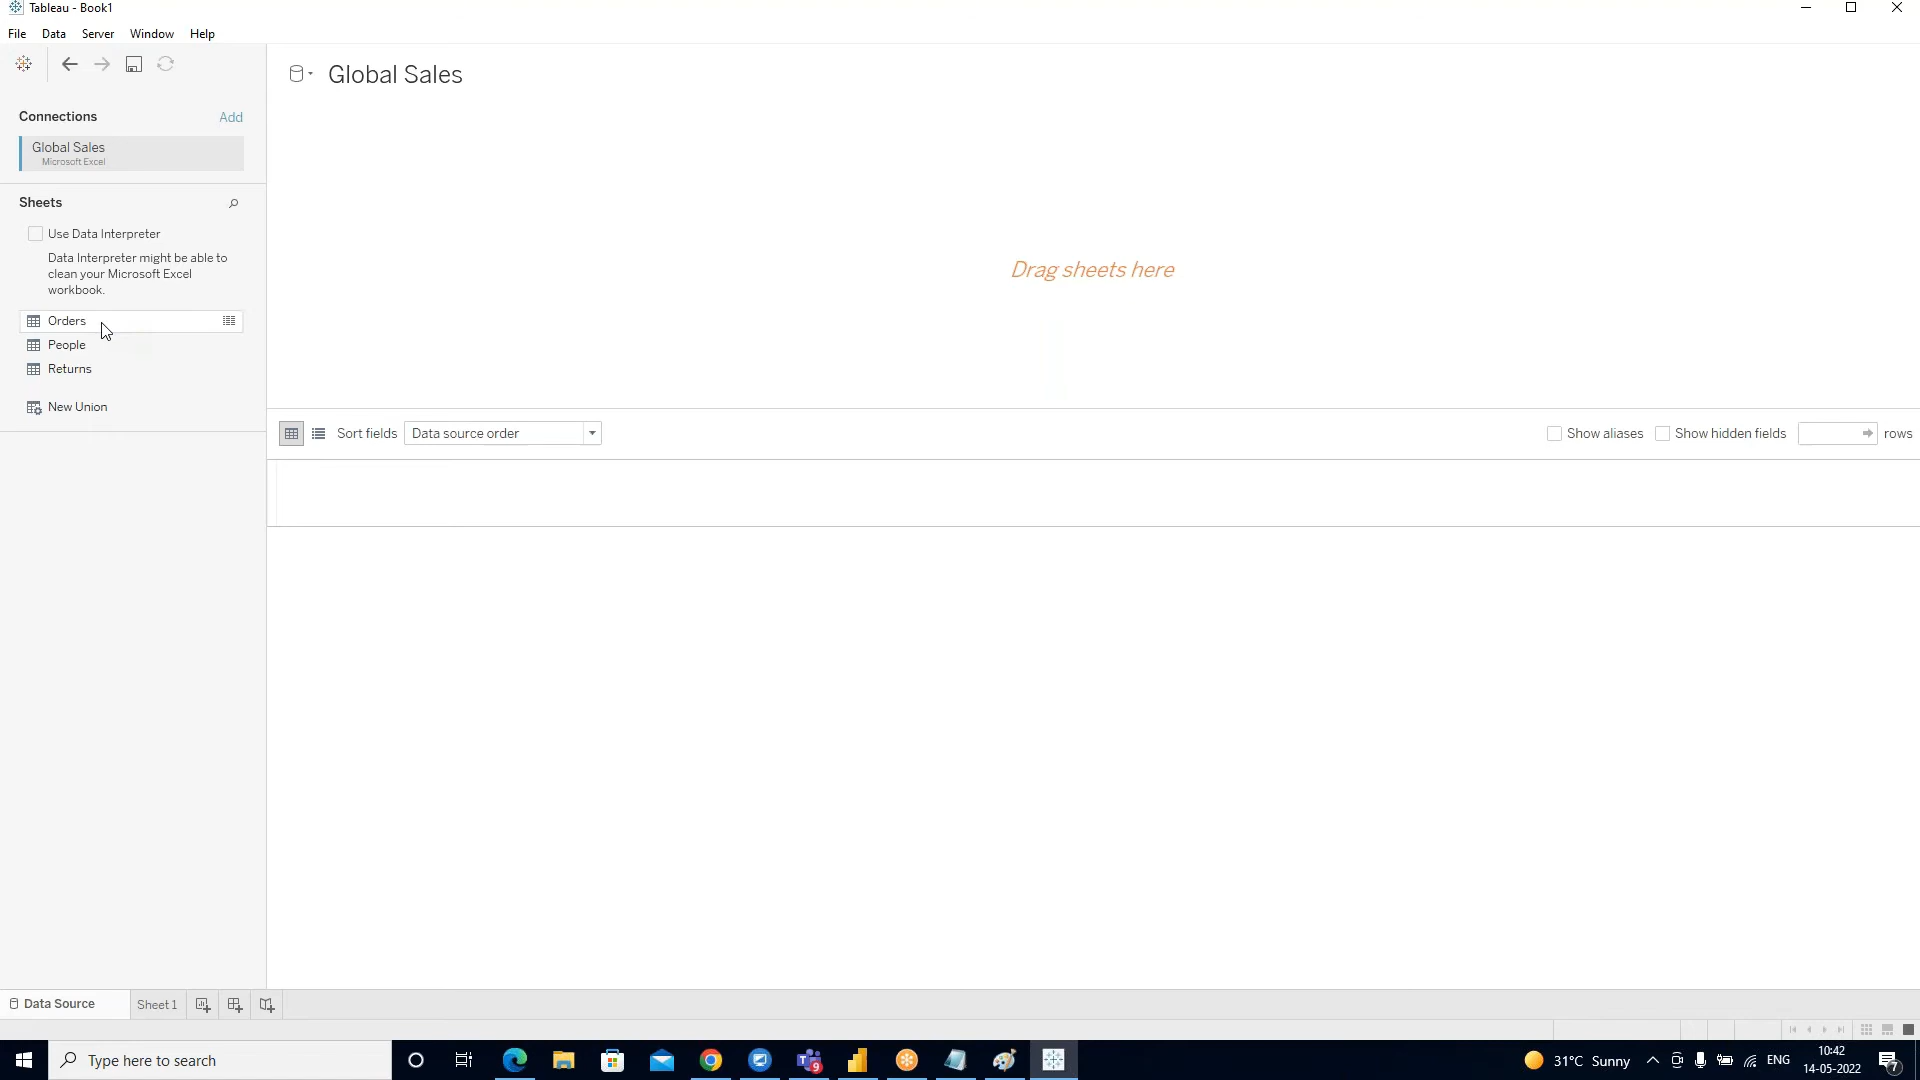 Tableau - Book1
File Data Server Window Help
Global Sales
Connections Add
Global Sales
Microsoft Excel
Sheets
Use Data Interpreter
Data Interpreter might be able to
clean your Microsoft Excel
workbook.
Orders
People
Returns
New Union
Drag sheets here
Sort fields Data source order Show aliases Show hidden fields rows
Data Source Sheet 1
Type here to search
9
31°C Sunny
ENG
10:42
14-05-2022
7